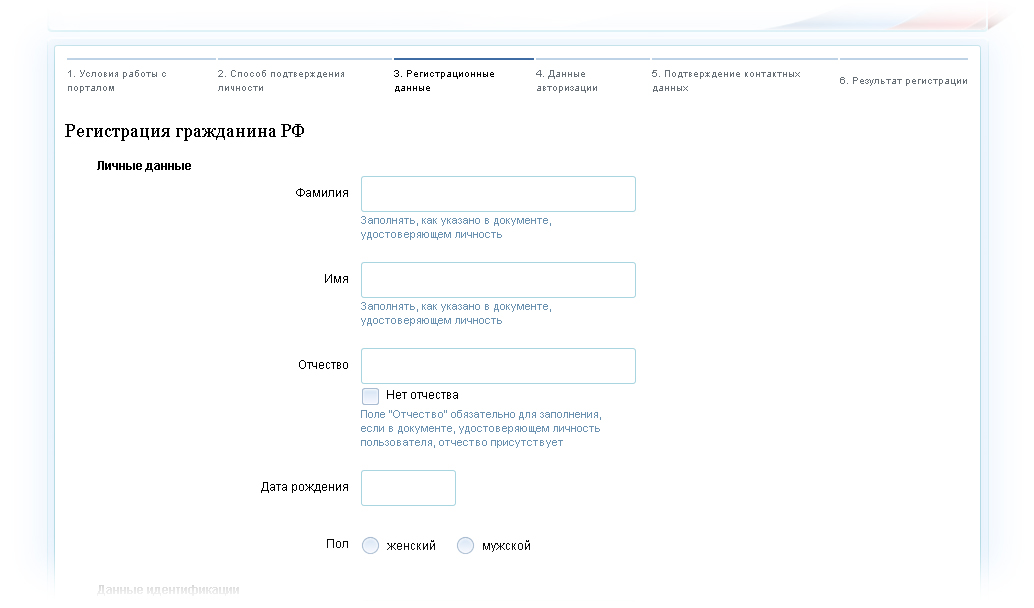 1. Условия работы с
порталом
2. Способ подтверждения
личности
3. Регистрационные
данные
4. Данные
авторизации
5. Подтверждение контактных
данных
6. Результат регистрации
Регистрация гражданина РФ
Личные данные
Фамилия
Заполнять, как указано в документе,
удостоверяющем личность
Имя
Заполнять, как указано в документе,
удостоверяющем личность
Отчество
Нет отчества
Поле "Отчество" обязательно для заполнения,
если в документе, удостоверяющем личность
пользователя, отчество присутствует
Дата рождения
Пол женский мужской
Данные идентификации